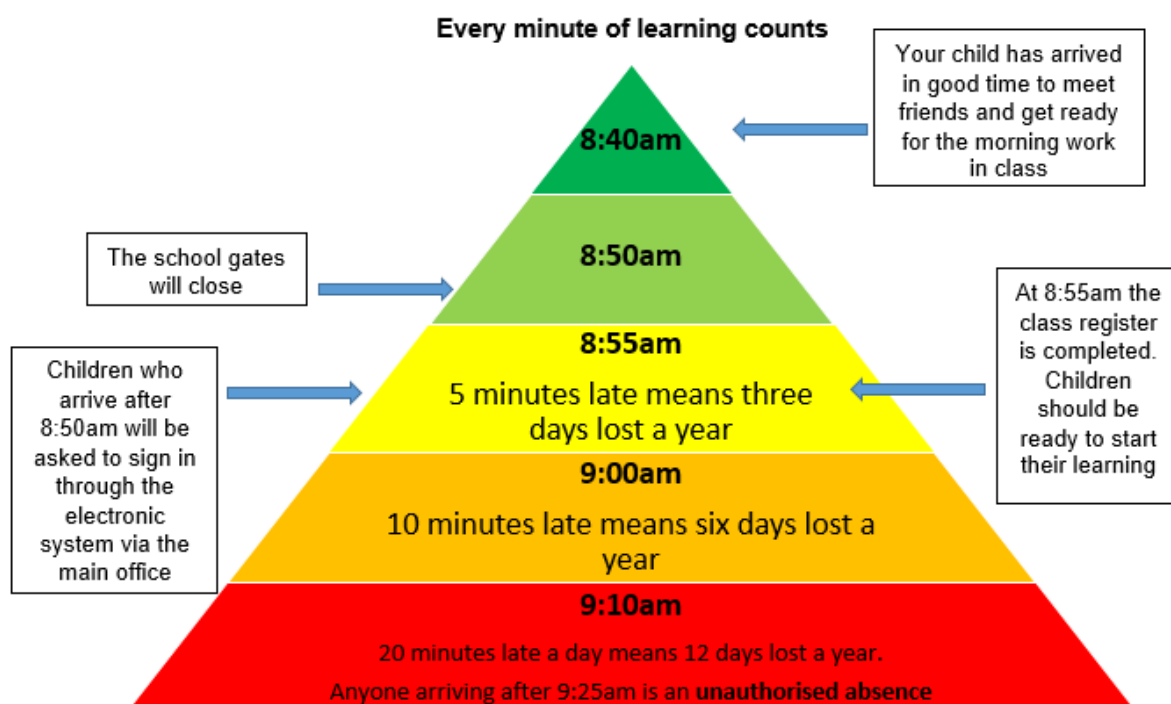 Every minute of learning counts
Your child has arrived
in good time to meet
friends and get ready
for the morning work
in class
8:40am
8:50am
The school gates
will close
At 8:55am the
class register
is completed.
Children
should be
ready to start
their learning
8:55am
5 minutes late means three
days lost a year
Children who
arrive after
8:50am will be
asked to sign in
through the
electronic
system via the
main office
9:00am
10 minutes late means six days lost a
year
9:10am
20 minutes late a day means 12 days lost a year.
Anyone arriving after 9:25am is an unauthorised absence